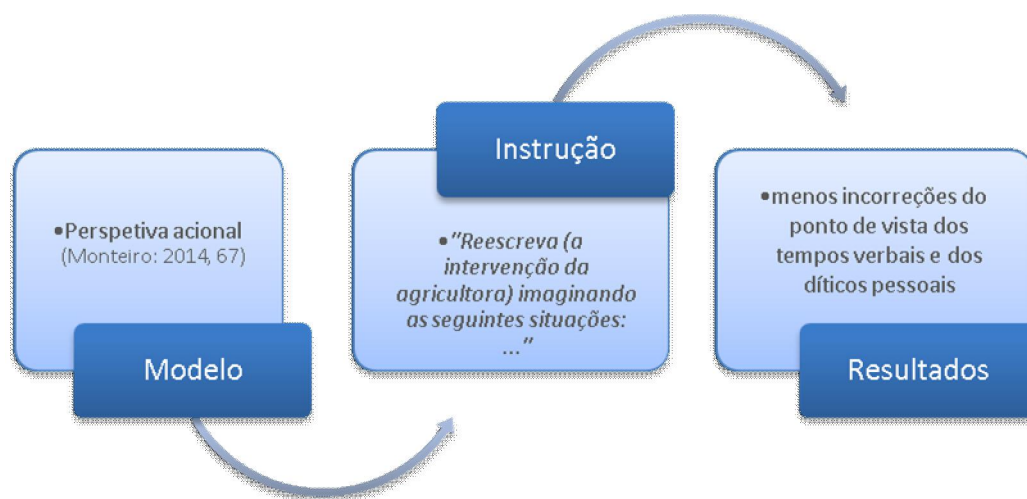 •Perspetiva acional
(Monteiro: 2014, 67)
Modelo
Instrução
•"Reescreva (a
intervenção da
agricultora) imaginando
as seguintes situações:
..."
•menos incorreções do
ponto de vista dos
tempos verbais e dos
díticos pessoais
Resultados